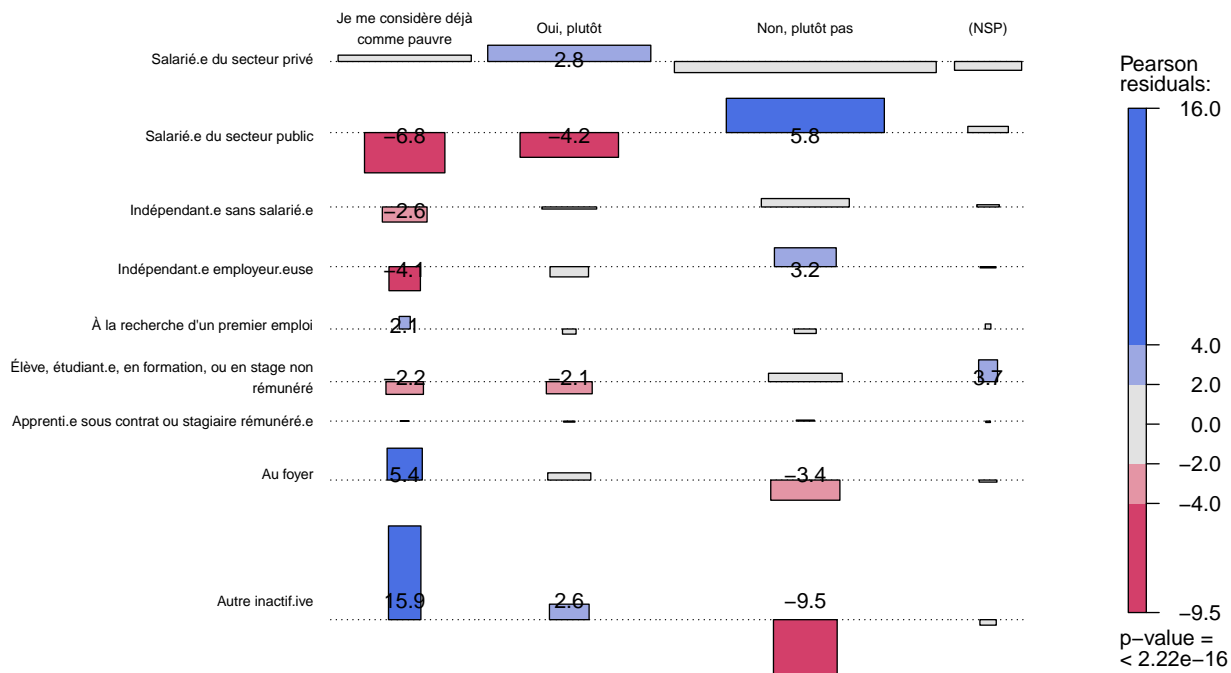 Je me considère déjà
comme pauvre
Oui, plutôt
Non, plutôt pas
(NSP)
Salarié.e du secteur privé
2.8
Salarié.e du secteur public
−6.8
−4.2
5.8
Indépendant.e sans salarié.e
−2.6
Indépendant.e employeur.euse
−4.1
3.2
À la recherche d'un premier emploi
2.1
Élève, étudiant.e, en formation, ou en stage non
rémunéré
−2.2
−2.1
3.7
Apprenti.e sous contrat ou stagiaire rémunéré.e
Au foyer
5.4
−3.4
Autre inactif.ive
15.9
2.6
−9.5
Pearson
residuals:
16.0
4.0
2.0
0.0
−2.0
−4.0
−9.5
p−value =
< 2.22e−16